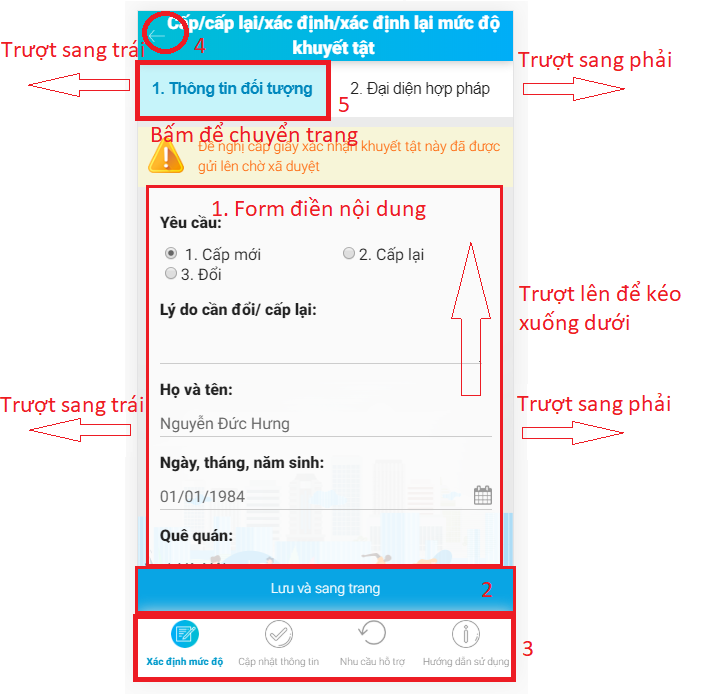 Cấp/cấp lại/xác định/xác định lại mức độ
khuyết tật
4
Trượt sang trái
Trượt sang phải
1. Thông tin đối tượng
2. Đại diện hợp pháp
5
Bấm để chuyển trang
Đề nghị cấp giấy xác nhận khuyết tật này đã được
gửi lên chờ xã duyệt
1. Form điền nội dung
Yêu cầu:
1. Cấp mới
2. Cấp lại
3. Đổi
Trượt lên để kéo
xuống dưới
Lý do cần đổi/ cấp lại:
Họ và tên:
Trượt sang trái
Trượt sang phải
Nguyễn Đức Hưng
Ngày, tháng, năm sinh:
01/01/1984
Quê quán:
Lưu và sang trang
2
3
Xác định mức độ
Cập nhật thông tin
Nhu cầu hỗ trợ
Hướng dẫn sử dụng